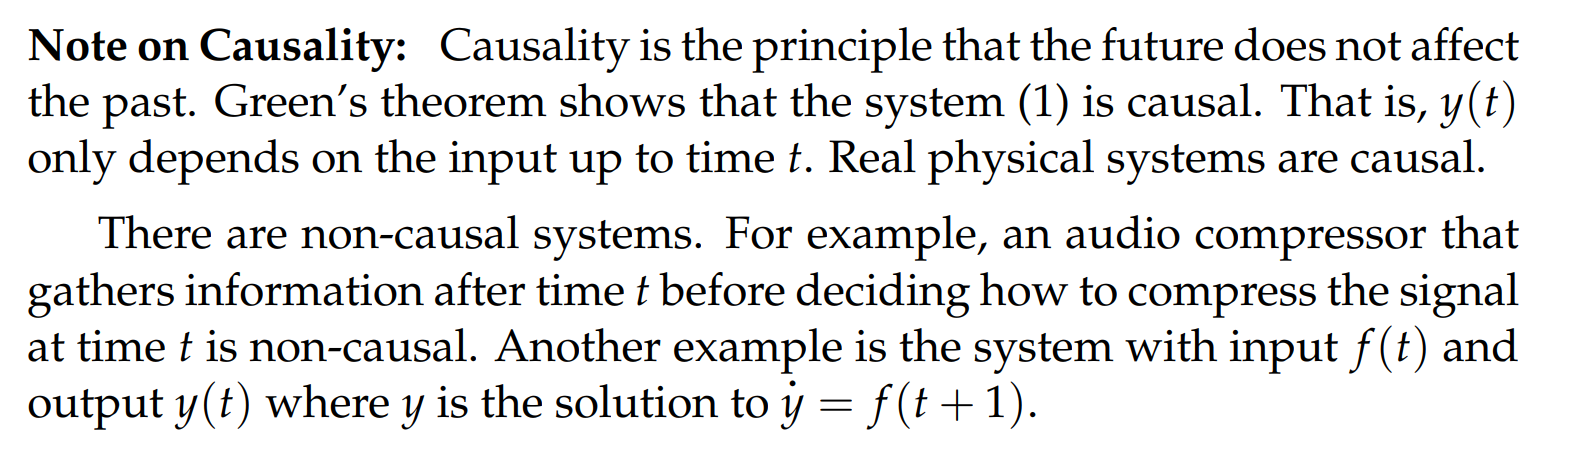 Note on Causality: Causality is the principle that the future does not affect
the past. Green's theorem shows that the system (1) is causal. That is, y(t)
only depends on the input up to time t. Real physical systems are causal.
There are non-causal systems. For example, an audio compressor that
gathers information after time t before deciding how to compress the signal
at time t is non-causal. Another example is the system with input f(t) and
output y(t) where y is the solution to ẏ = f(t + 1).